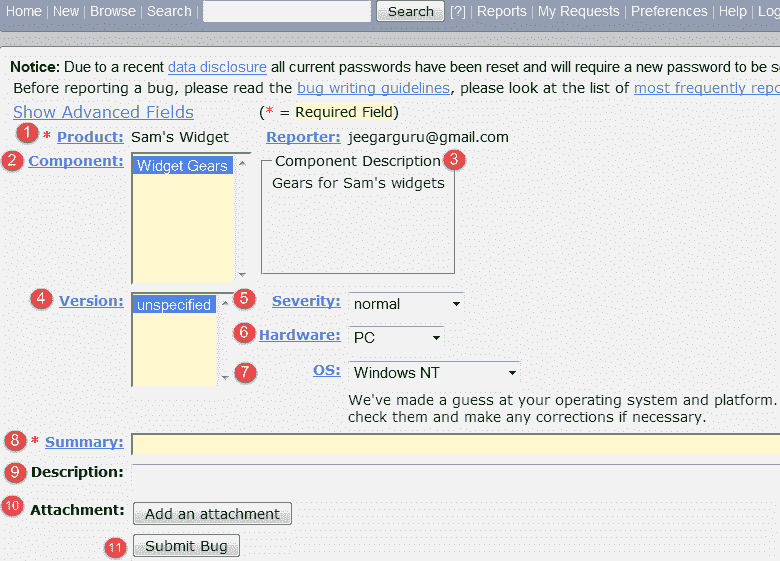 Home | New | Browse | Search | Search [?] | Reports | My Requests | Preferences | Help | Log
Notice: Due to a recent data disclosure all current passwords have been reset and will require a new password to be s
Before reporting a bug, please read the bug writing guidelines, please look at the list of most frequently repo
Show Advanced Fields (* = Required Field)
1 * Product: Sam's Widget Reporter: jeegarguru@gmail.com
2 Component: Widget Gears Component Description 3
Gears for Sam's widgets
4 Version: unspecified 5 Severity: normal
6 Hardware: PC
7 OS: Windows NT
We've made a guess at your operating system and platform.
check them and make any corrections if necessary.
8 * Summary:
9 Description:
10 Attachment: Add an attachment
11 Submit Bug